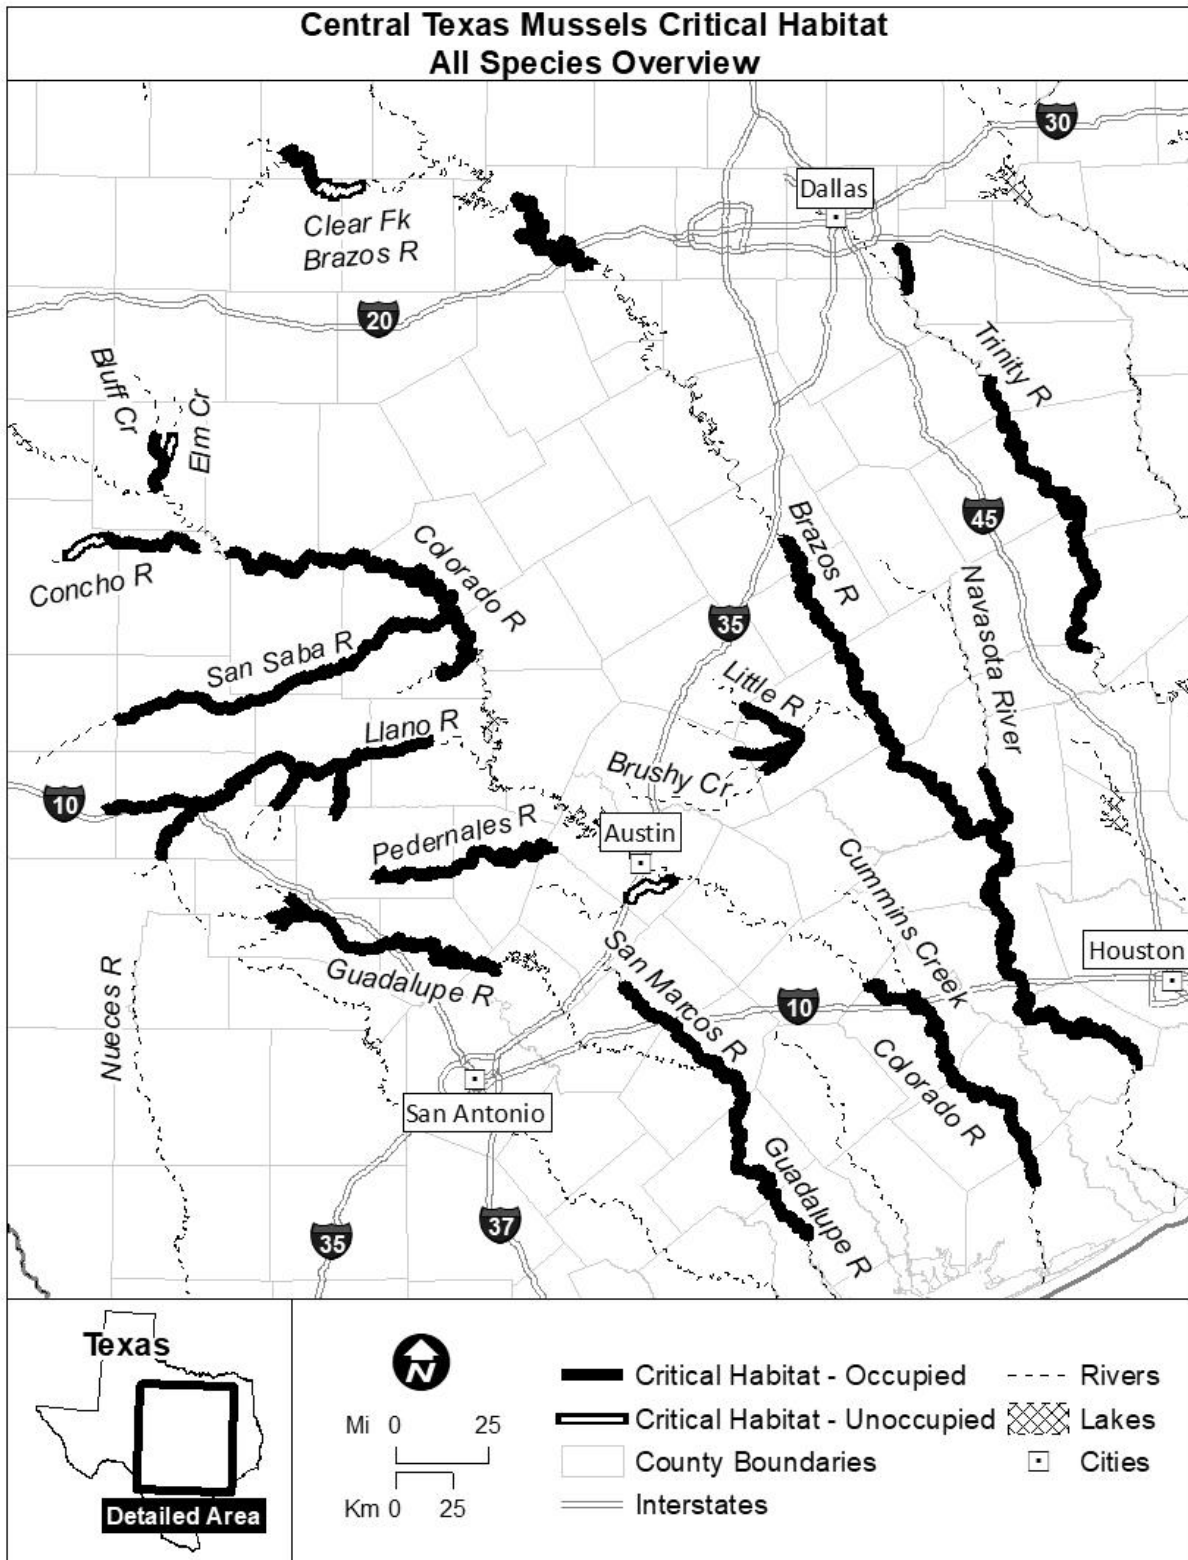 Central Texas Mussels Critical Habitat
All Species Overview
30
Dallas
Clear Fk
Brazos R
20
Trinity R
Bluff Cr
Elm Cr
45
Brazos R
Colorado R
Concho R
Navasota River
35
San Saba R
Little R
Llano R
Brushy Cr
10
Austin
Pedernales R
Cummins Creek
Houston
San Marcos R
Guadalupe R
Nueces R
10
Colorado R
San Antonio
Guadalupe R
35
37
Texas
Detailed Area
N
Mi 0 25
Km 0 25
Critical Habitat - Occupied
Critical Habitat - Unoccupied
County Boundaries
Interstates
Rivers
Lakes
Cities